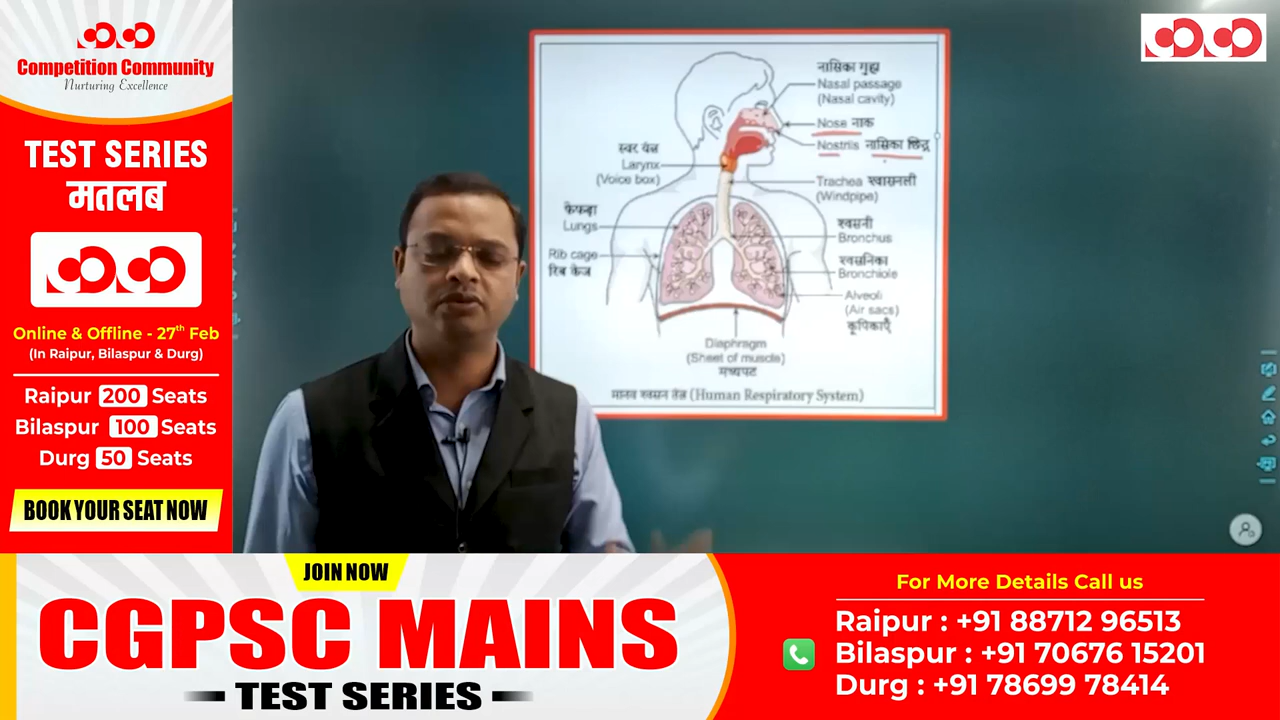 Competition Community
Nurturing Excellence
TEST SERIES
मतलब
Online & Offline - 27th Feb
(In Raipur, Bilaspur & Durg)
Raipur 200 Seats
Bilaspur 100 Seats
Durg 50 Seats
BOOK YOUR SEAT NOW
नासिका गुहा
Nasal passage
(Nasal cavity)
Nose नाक
Nostrils नासिका छिद्र
स्वर यंत्र
Larynx
(Voice box)
Trachea श्वासनली
(Windpipe)
फेफड़ा
Lungs
श्वसनी
Bronchus
Rib cage
रिब केज
श्वसनिका
Bronchiole
Alveoli
(Air sacs)
कूपिकाएँ
Diaphragm
(Sheet of muscle)
मध्यपट
मानव श्वसन तंत्र (Human Respiratory System)
JOIN NOW
CGPSC MAINS
TEST SERIES
For More Details Call us
Raipur : +91 88712 96513
Bilaspur : +91 70676 15201
Durg : +91 78699 78414